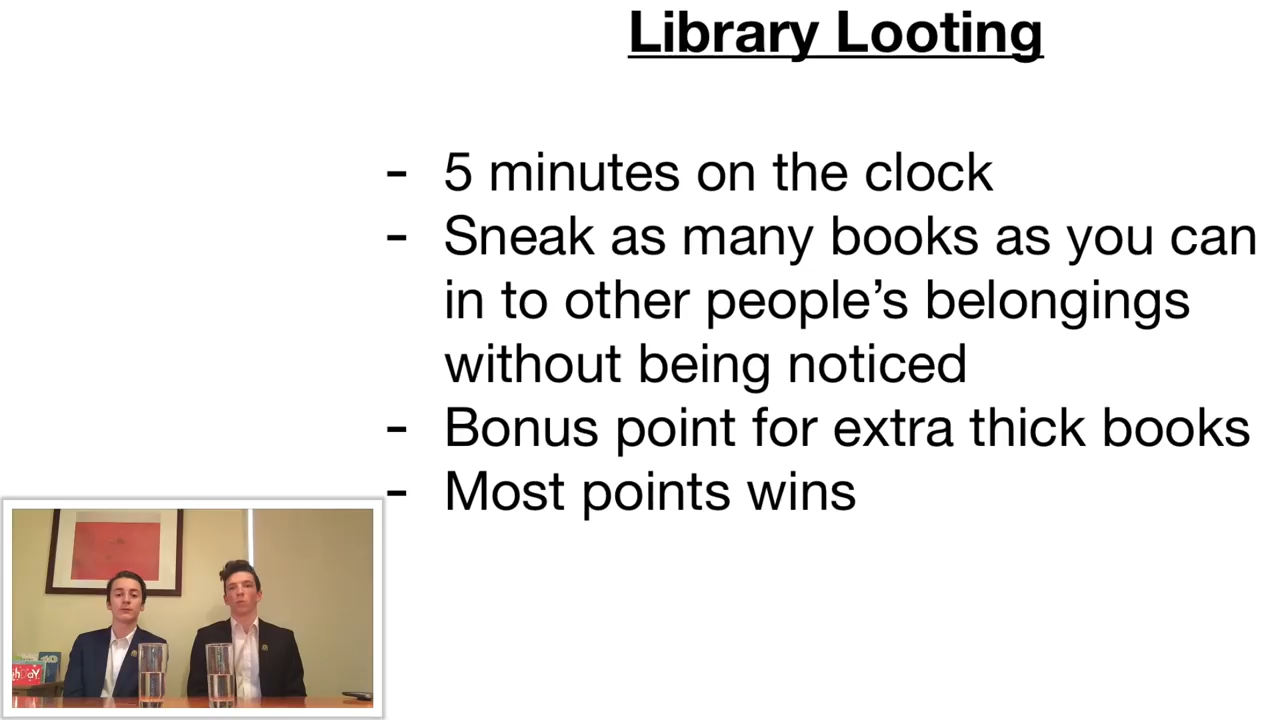 Library Looting
- 5 minutes on the clock
- Sneak as many books as you can
in to other people’s belongings
without being noticed
- Bonus point for extra thick books
- Most points wins